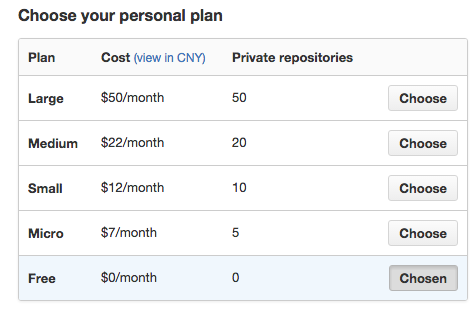 Choose your personal plan
Plan Cost (view in CNY) Private repositories
Large $50/month 50 Choose
Medium $22/month 20 Choose
Small $12/month 10 Choose
Micro $7/month 5 Choose
Free $0/month 0 Chosen